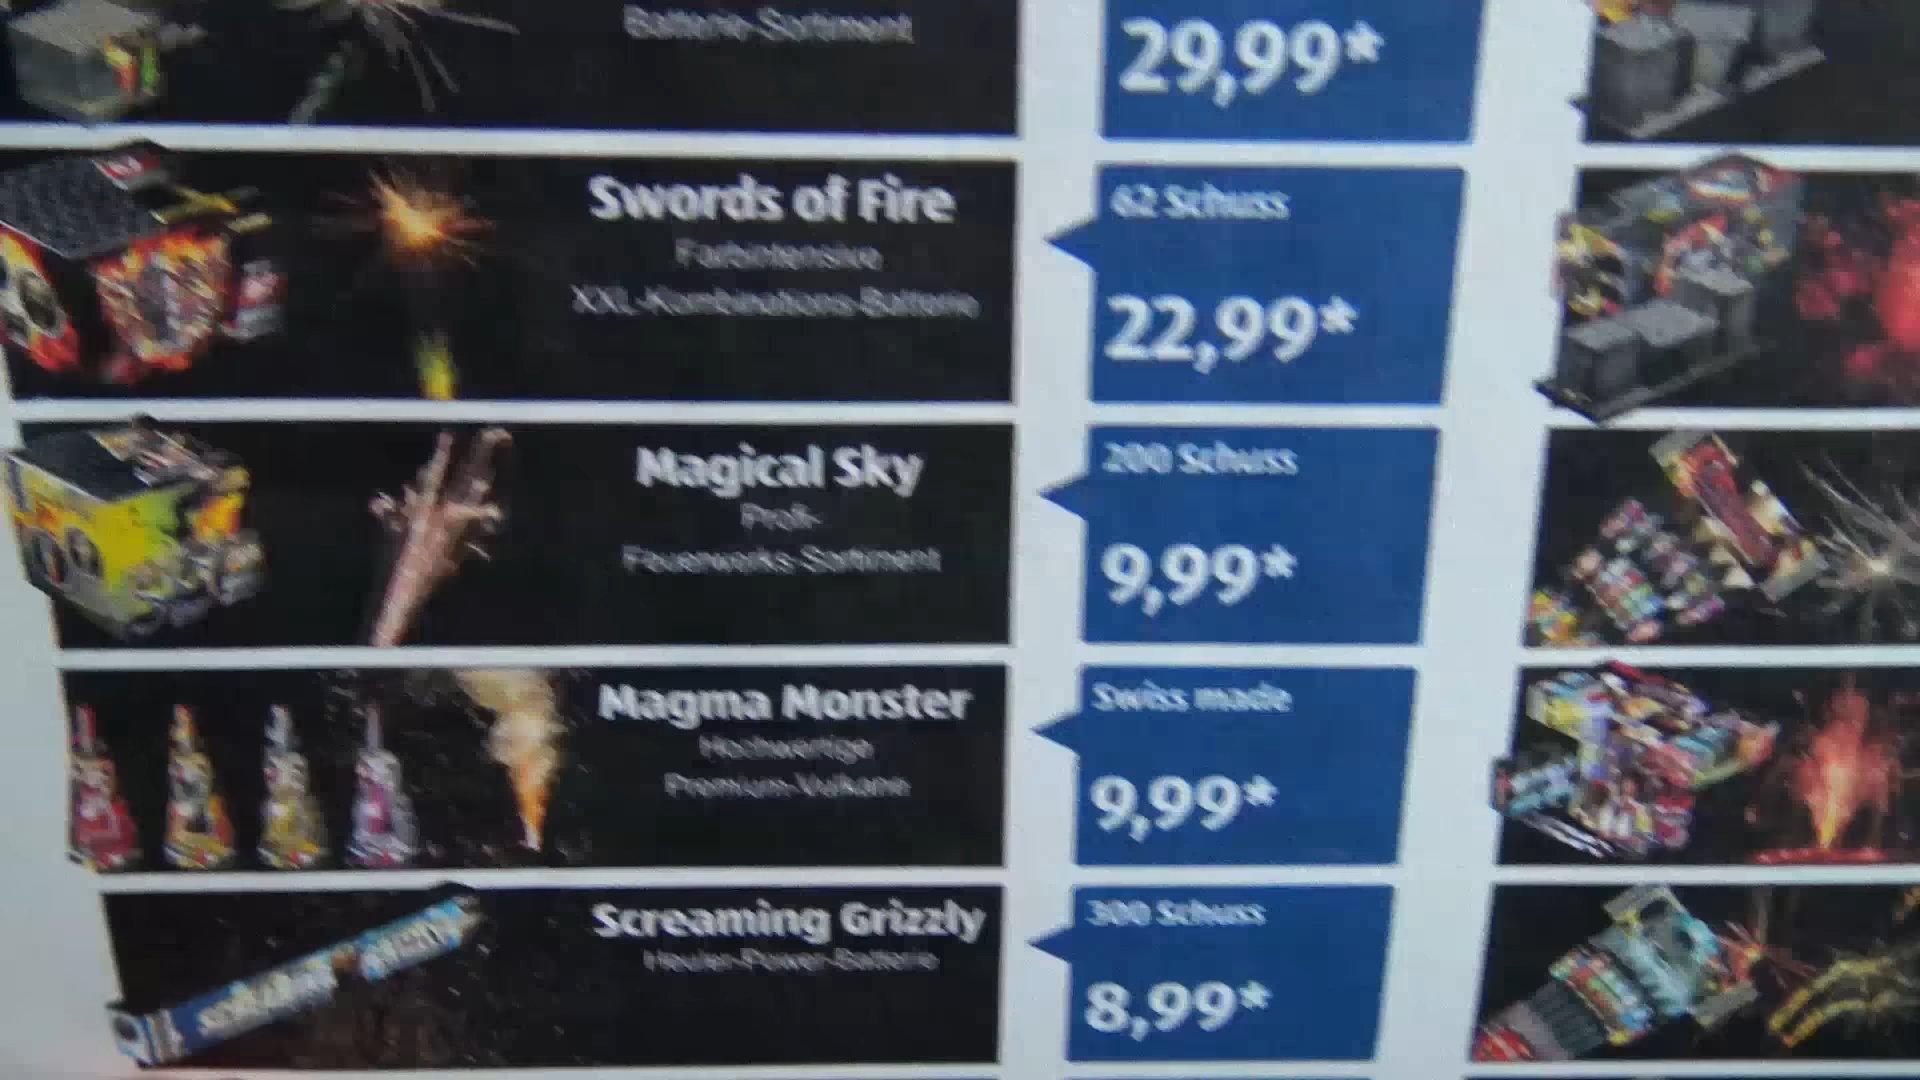 Batterie-Sortiment
29,99*
Swords of Fire
Farbintensive
XXL-Kombinations-Batterie
62 Schuss
22,99*
Magical Sky
Profi-
Feuerwerks-Sortiment
200 Schuss
9,99*
Magma Monster
Hochwertige
Premium-Vulkane
Swiss made
9,99*
Screaming Grizzly
Heuler-Power-Batterie
300 Schuss
8,99*